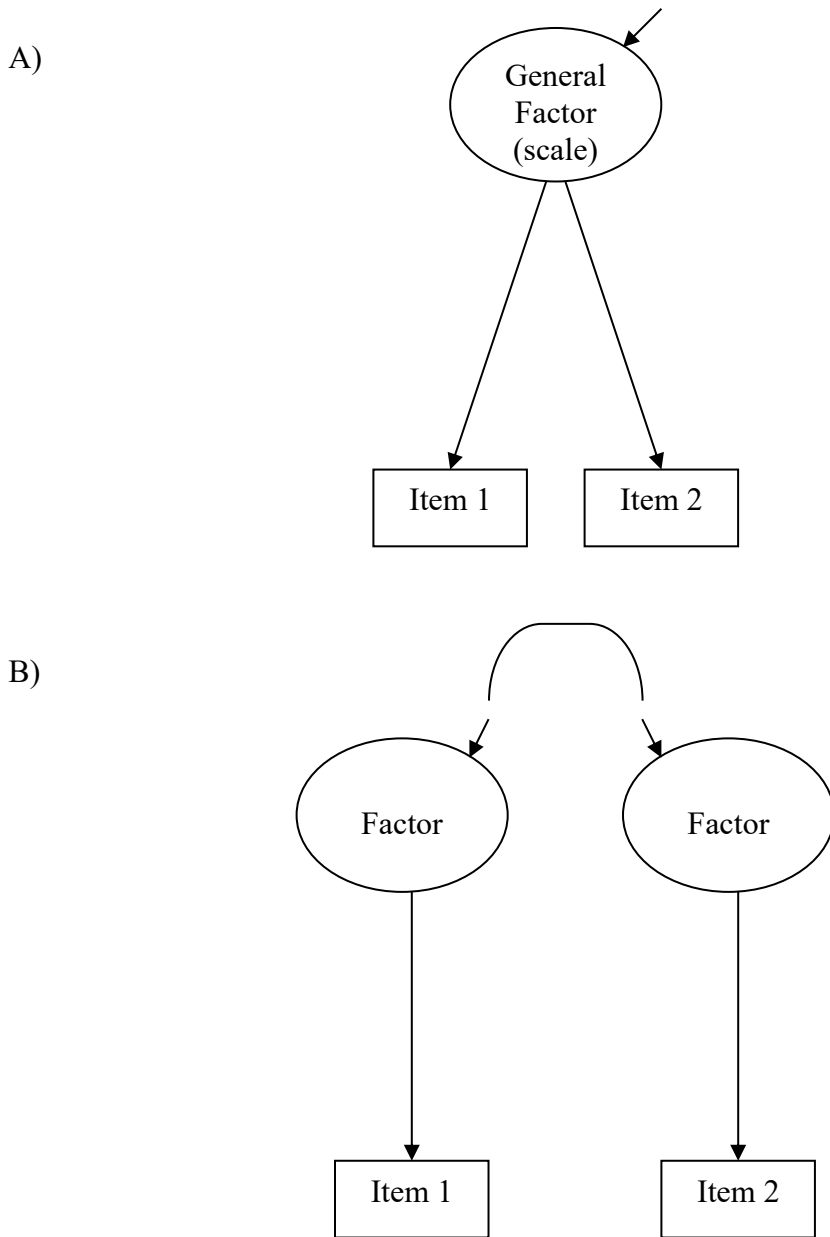 A)
General
Factor
(scale)
Item 1
Item 2
B)
Factor
Factor
Item 1
Item 2